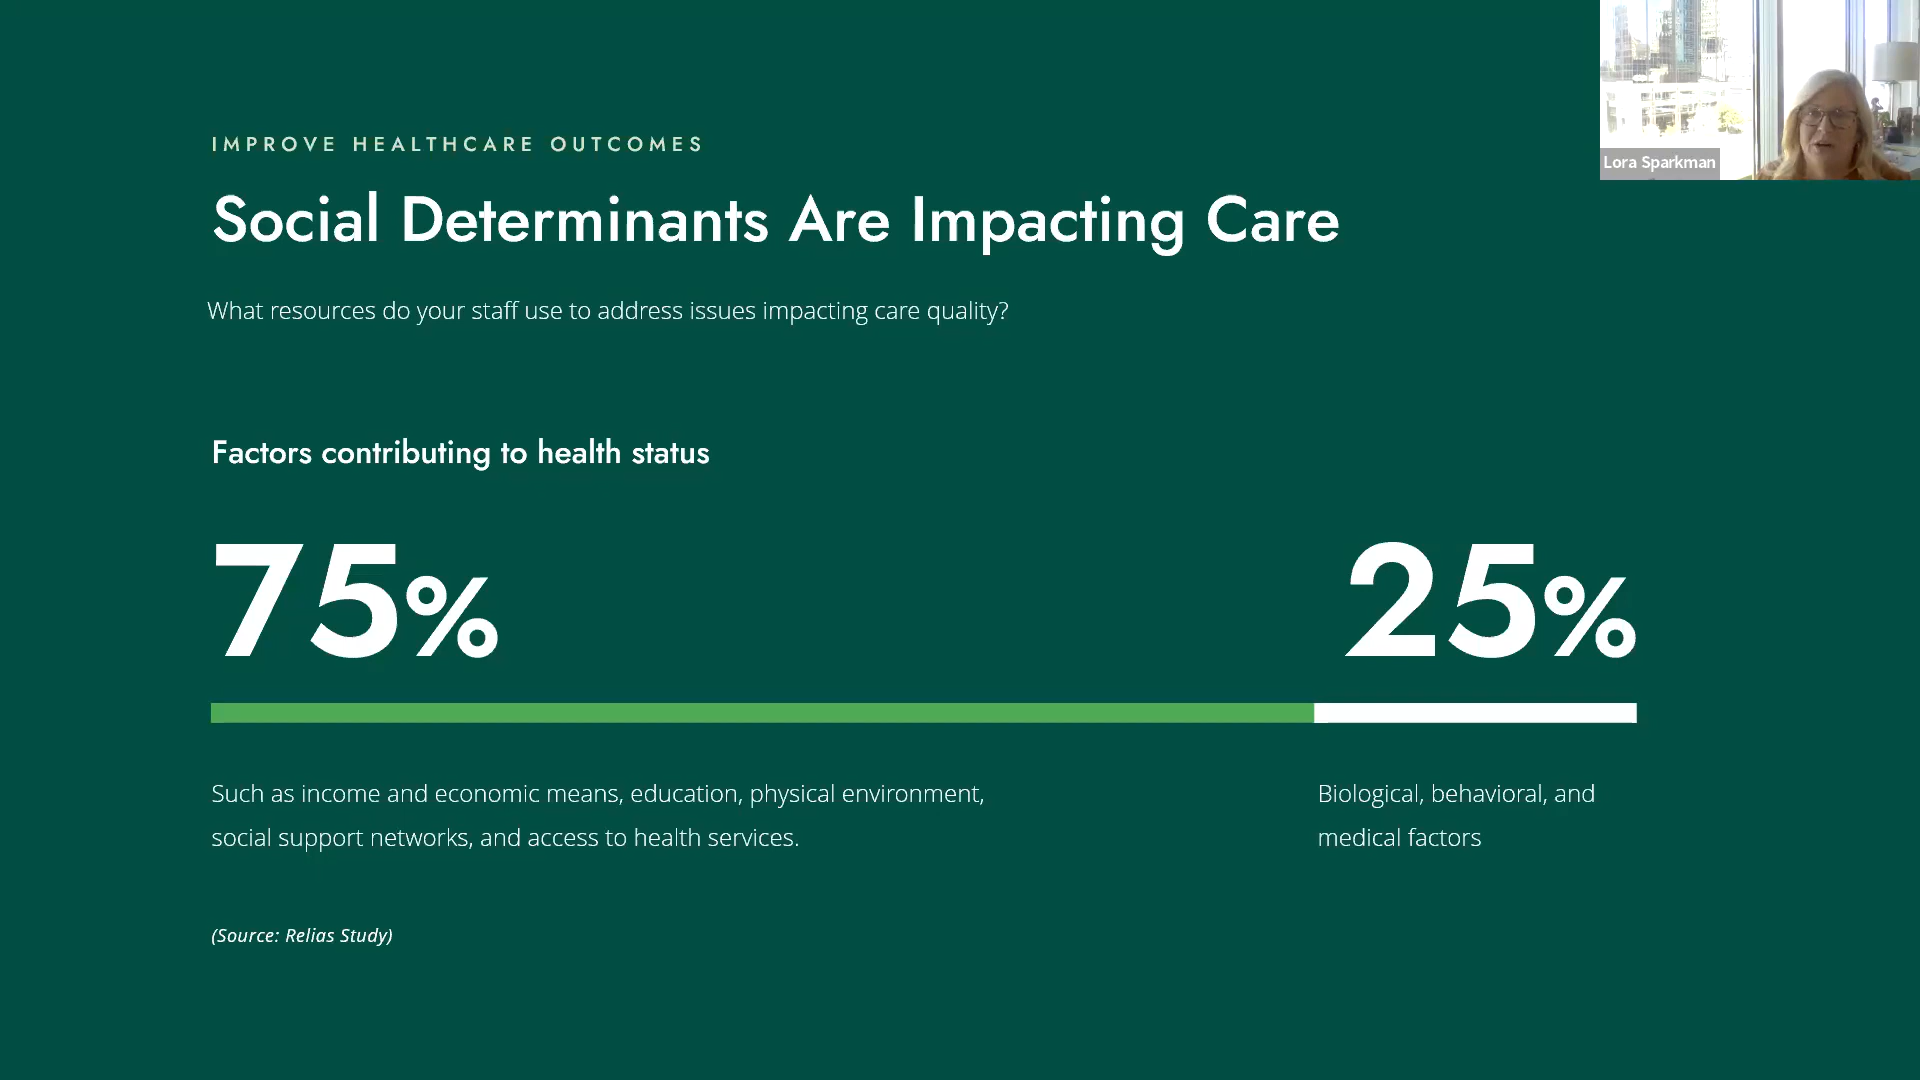 IMPROVE HEALTHCARE OUTCOMES
Social Determinants Are Impacting Care
What resources do your staff use to address issues impacting care quality?
Factors contributing to health status
75%
25%
Such as income and economic means, education, physical environment,
social support networks, and access to health services.
Biological, behavioral, and
medical factors
(Source: Relias Study)
Lora Sparkman